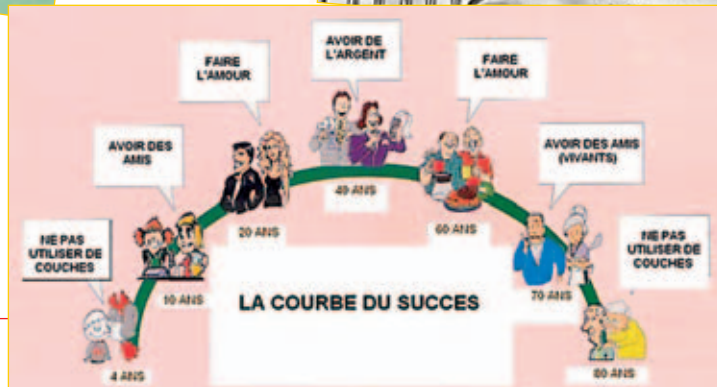 AVOIR DE
L'ARGENT
FAIRE
L'AMOUR
FAIRE
L'AMOUR
AVOIR DES
AMIS
AVOIR DES AMIS
(VIVANTS)
NE PAS
UTILISER DE
COUCHES
NE PAS
UTILISER DE
COUCHES
4 ANS
10 ANS
20 ANS
40 ANS
60 ANS
70 ANS
80 ANS
LA COURBE DU SUCCES